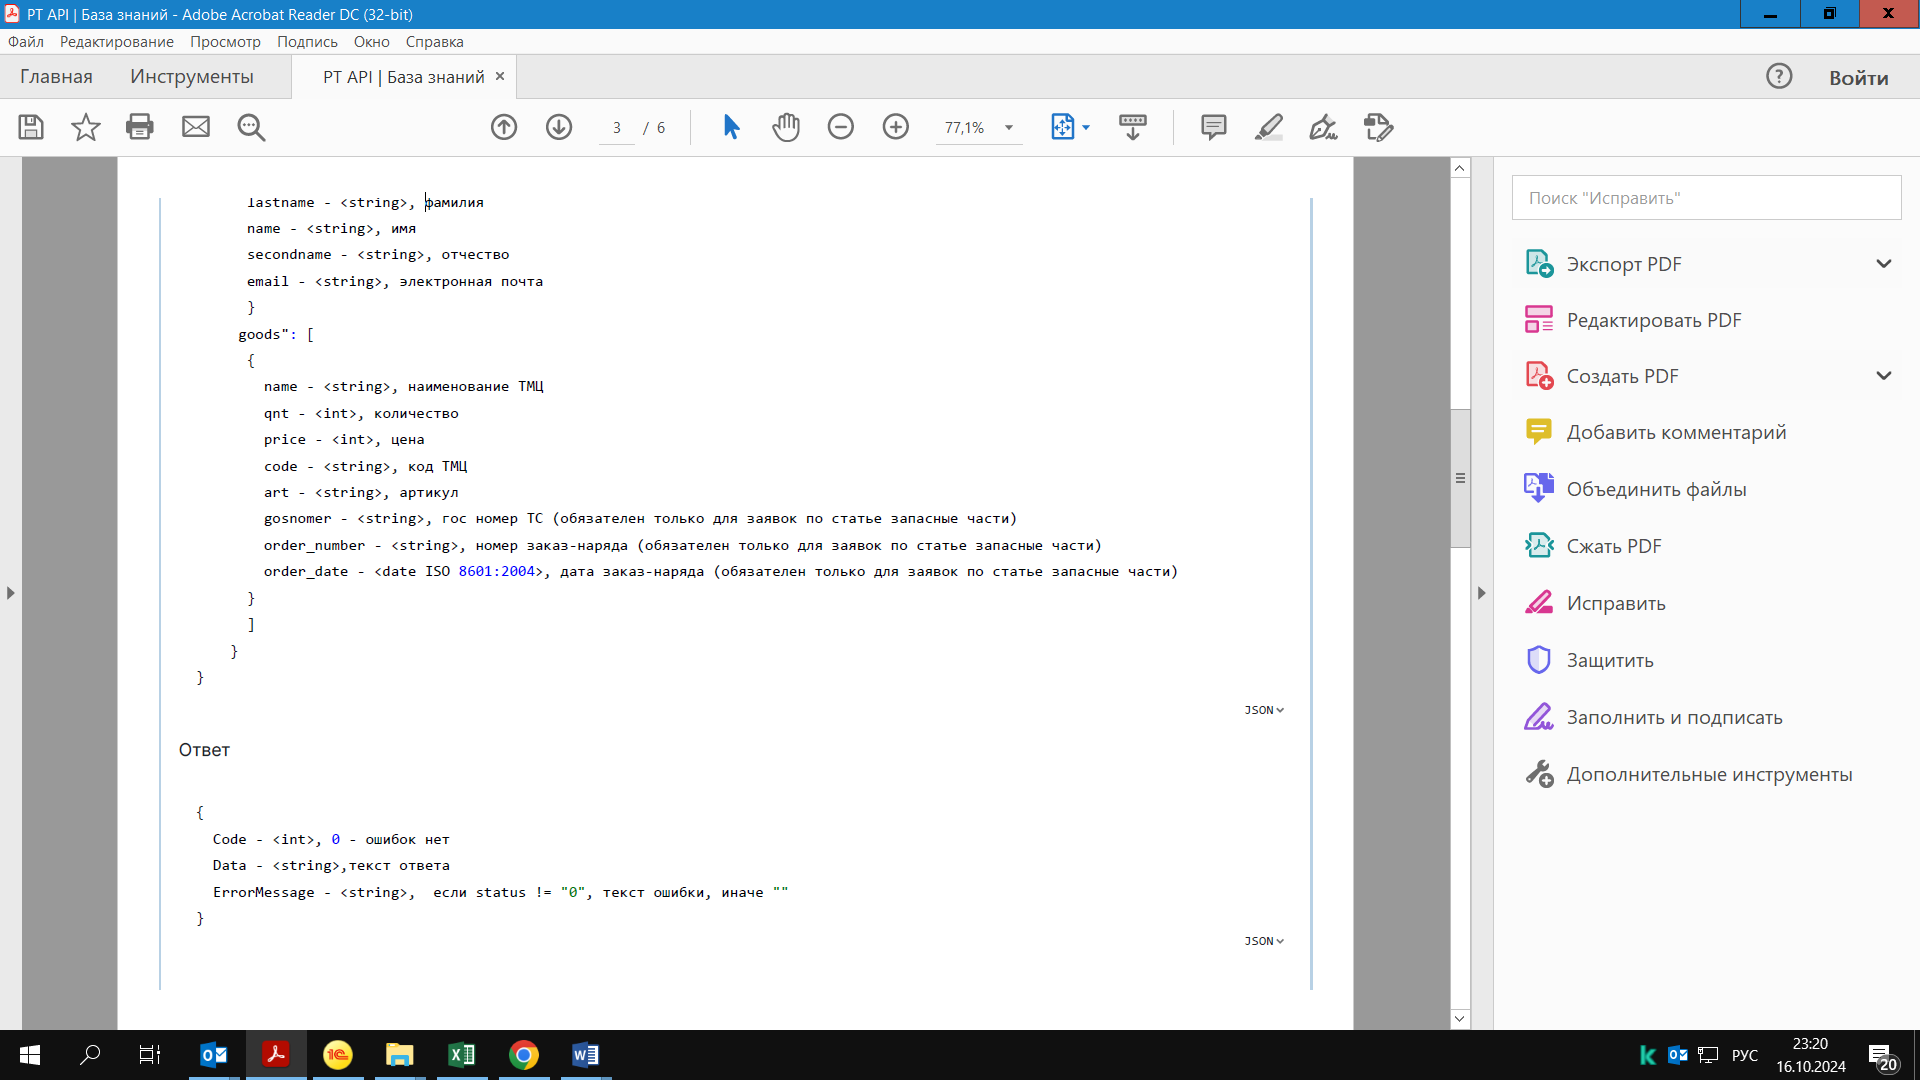 PT API | База знаний - Adobe Acrobat Reader DC (32-bit)
Файл Редактирование Просмотр Подпись Окно Справка
Главная Инструменты PT API | База знаний × ? Войти
3 / 6 77,1%
lastname - <string>, фамилия
name - <string>, имя
secondname - <string>, отчество
email - <string>, электронная почта
}
goods": [
{
name - <string>, наименование ТМЦ
qnt - <int>, количество
price - <int>, цена
code - <string>, код ТМЦ
art - <string>, артикул
gosnomer - <string>, гос номер ТС (обязателен только для заявок по статье запасные части)
order_number - <string>, номер заказ-наряда (обязателен только для заявок по статье запасные части)
order_date - <date ISO 8601:2004>, дата заказ-наряда (обязателен только для заявок по статье запасные части)
}
]
}
}
JSON
Ответ
{
Code - <int>, 0 - ошибок нет
Data - <string>,текст ответа
ErrorMessage - <string>,  если status != "0", текст ошибки, иначе ""
}
JSON
Поиск "Исправить"
Экспорт PDF
Редактировать PDF
Создать PDF
Добавить комментарий
Объединить файлы
Сжать PDF
Исправить
Защитить
Заполнить и подписать
Дополнительные инструменты
РУС
23:20
16.10.2024
20